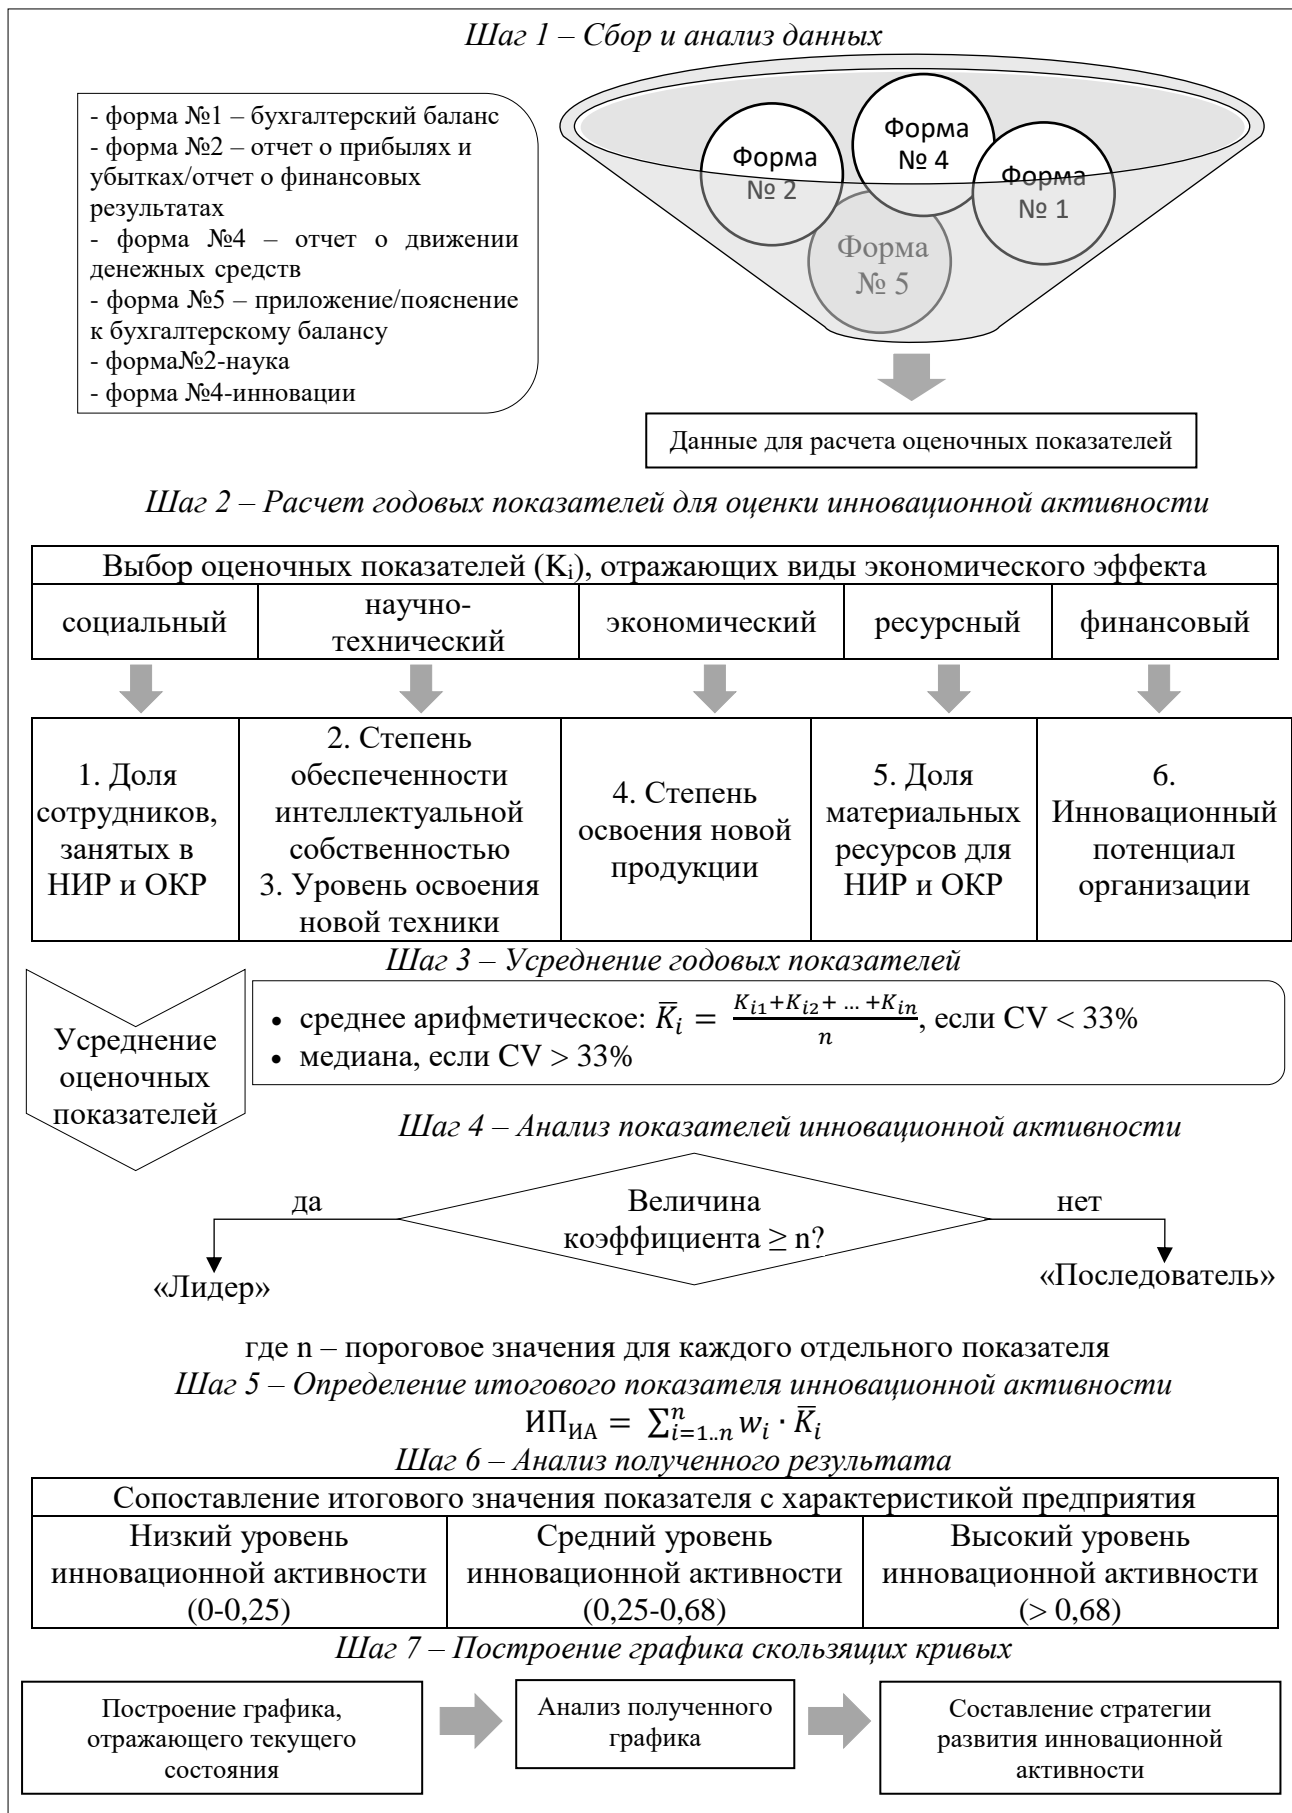 Шаг 1 – Сбор и анализ данных
- форма №1 – бухгалтерский баланс
- форма №2 – отчет о прибылях и
убытках/отчет о финансовых
результатах
- форма №4 – отчет о движении
денежных средств
- форма №5 – приложение/пояснение
к бухгалтерскому балансу
- форма№2-наука
- форма №4-инновации
Форма
№ 2
Форма
№ 4
Форма
№ 1
Форма
№ 5
Данные для расчета оценочных показателей
Шаг 2 – Расчет годовых показателей для оценки инновационной активности
Выбор оценочных показателей (Ki), отражающих виды экономического эффекта
социальный
научно-
технический
экономический
ресурсный
финансовый
1. Доля
сотрудников,
занятых в
НИР и ОКР
2. Степень
обеспеченности
интеллектуальной
собственностью
3. Уровень освоения
новой техники
4. Степень
освоения новой
продукции
5. Доля
материальных
ресурсов для
НИР и ОКР
6.
Инновационный
потенциал
организации
Шаг 3 – Усреднение годовых показателей
Усреднение
оценочных
показателей
• среднее арифметическое: K̅i = (Ki1+Ki2+ … +Kin)/n, если CV < 33%
• медиана, если CV > 33%
Шаг 4 – Анализ показателей инновационной активности
да
Величина
коэффициента ≥ n?
нет
«Лидер»
«Последователь»
где n – пороговое значения для каждого отдельного показателя
Шаг 5 – Определение итогового показателя инновационной активности
ИПИА = ∑ⁿi=1..n wi · K̅i
Шаг 6 – Анализ полученного результата
Сопоставление итогового значения показателя с характеристикой предприятия
Низкий уровень
инновационной активности
(0-0,25)
Средний уровень
инновационной активности
(0,25-0,68)
Высокий уровень
инновационной активности
(> 0,68)
Шаг 7 – Построение графика скользящих кривых
Построение графика,
отражающего текущего
состояния
Анализ полученного
графика
Составление стратегии
развития инновационной
активности